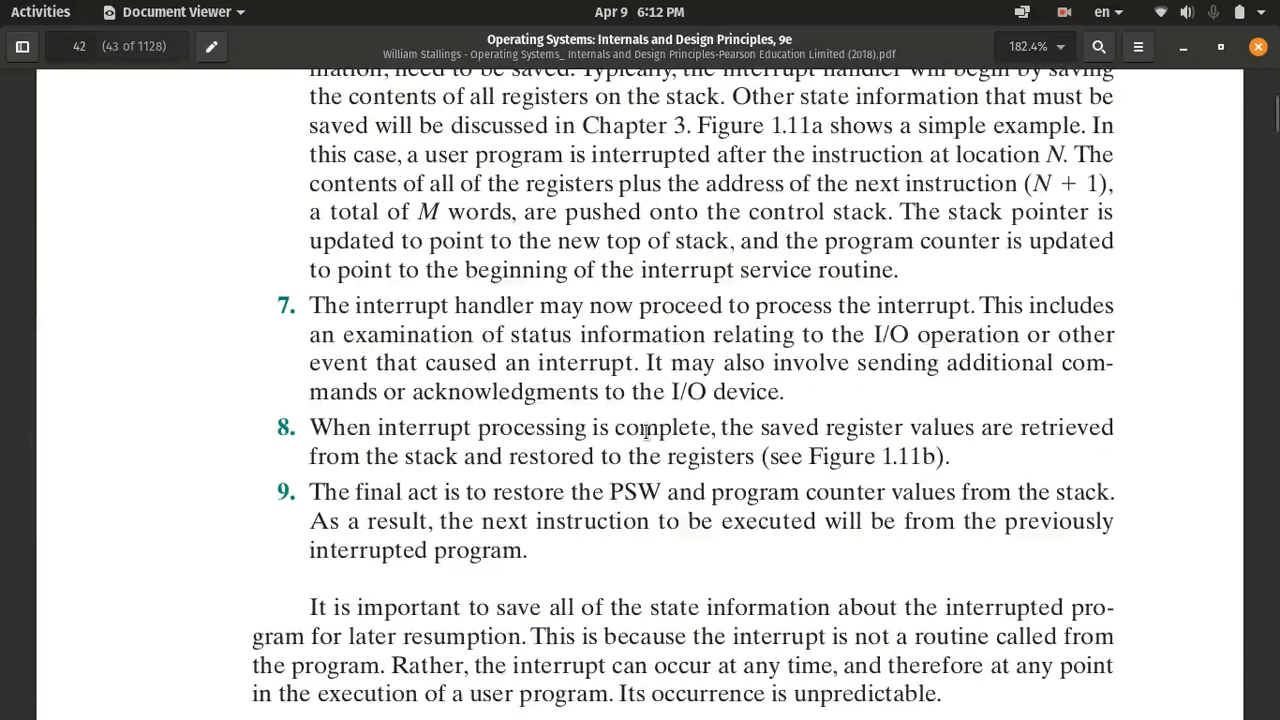 Activities Document Viewer Apr 9 6:12 PM en
42 (43 of 1128) Operating Systems: Internals and Design Principles, 9e 182.4%
William Stallings - Operating Systems_ Internals and Design Principles-Pearson Education Limited (2018).pdf
mation, need to be saved. Typically, the interrupt handler will begin by saving
the contents of all registers on the stack. Other state information that must be
saved will be discussed in Chapter 3. Figure 1.11a shows a simple example. In
this case, a user program is interrupted after the instruction at location N. The
contents of all of the registers plus the address of the next instruction (N + 1),
a total of M words, are pushed onto the control stack. The stack pointer is
updated to point to the new top of stack, and the program counter is updated
to point to the beginning of the interrupt service routine.
7. The interrupt handler may now proceed to process the interrupt. This includes
an examination of status information relating to the I/O operation or other
event that caused an interrupt. It may also involve sending additional com-
mands or acknowledgments to the I/O device.
8. When interrupt processing is complete, the saved register values are retrieved
from the stack and restored to the registers (see Figure 1.11b).
9. The final act is to restore the PSW and program counter values from the stack.
As a result, the next instruction to be executed will be from the previously
interrupted program.
It is important to save all of the state information about the interrupted pro-
gram for later resumption. This is because the interrupt is not a routine called from
the program. Rather, the interrupt can occur at any time, and therefore at any point
in the execution of a user program. Its occurrence is unpredictable.